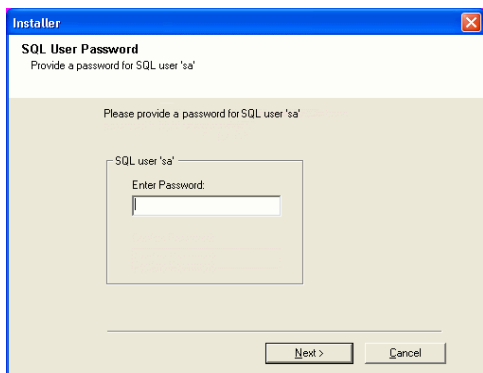 Installer
SQL User Password
Provide a password for SQL user 'sa'
Please provide a password for SQL user 'sa'
SQL user 'sa'
Enter Password:
Next >
Cancel